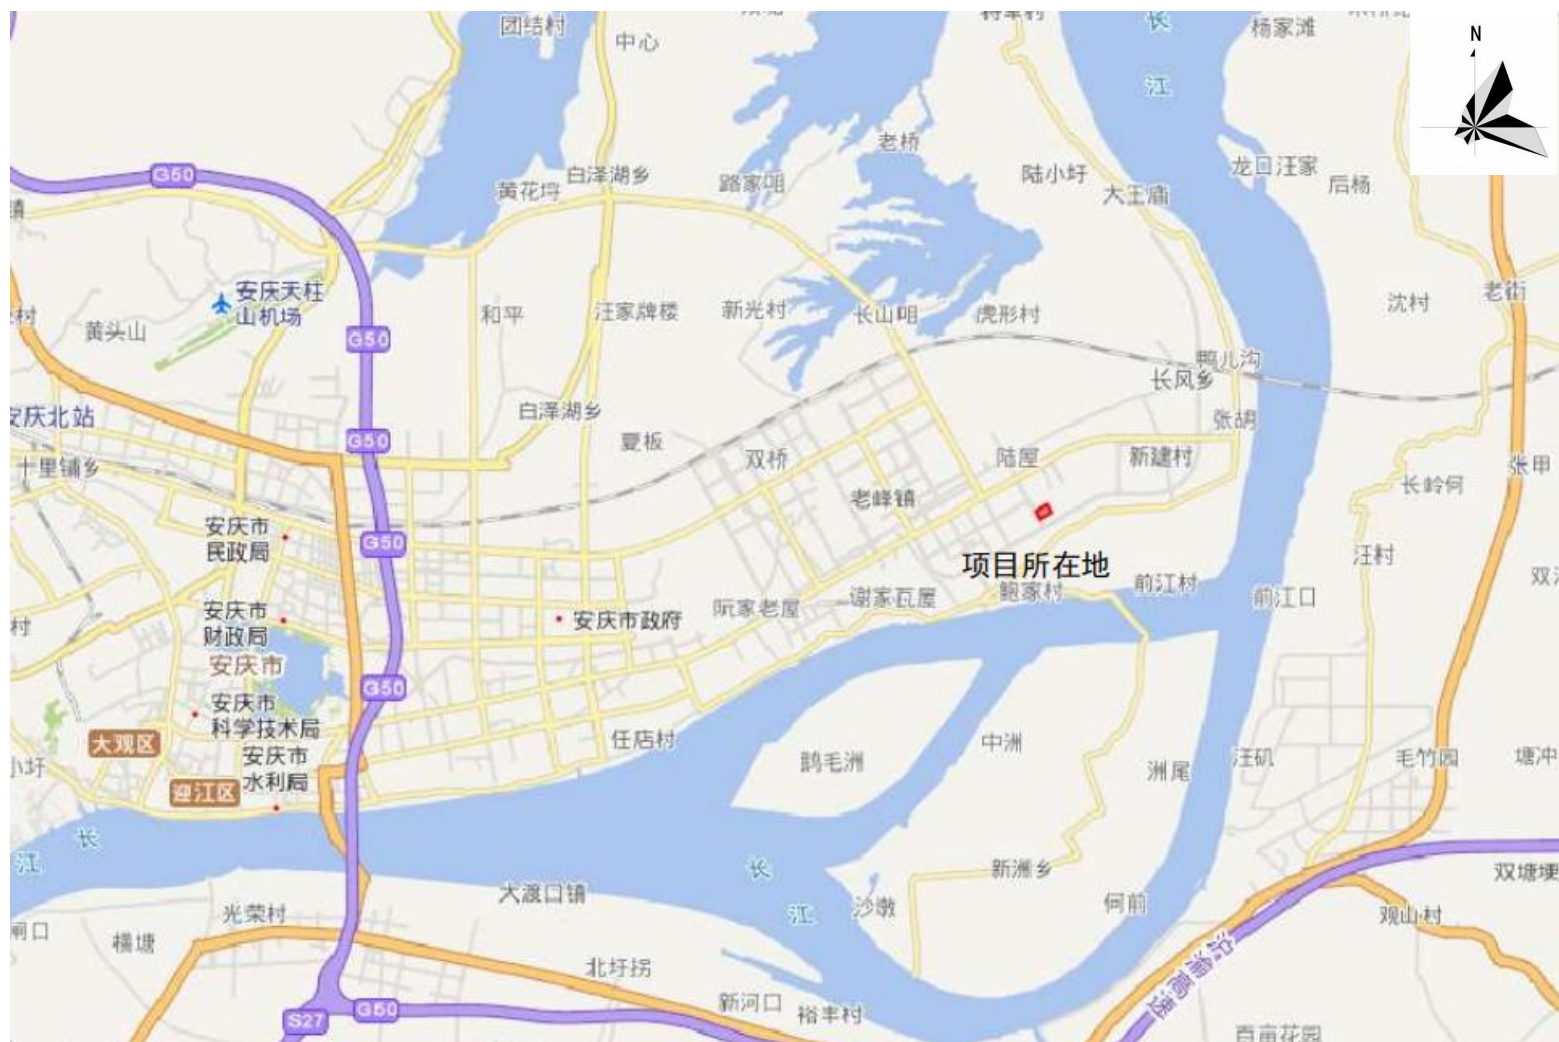 团结村
中心
长
江
杨家滩
N
老桥
白泽湖乡
黄花塥
路家咀
陆小圩
大王庙
龙口汪家
后杨
G50
安庆天柱
山机场
黄头山
和平
汪家牌楼
新光村
长山咀
虎形村
沈村
老街
G50
鸭儿沟
长风乡
白泽湖乡
张胡
安庆北站
G50
夏板
双桥
陆屋
新建村
张甲
十里铺乡
老峰镇
长岭何
安庆市
民政局
G50
项目所在地
汪村
前江村
前江口
鲍家村
谢家瓦屋
阮家老屋
安庆市
财政局
安庆市政府
安庆市
G50
安庆市
科学技术局
大观区
任店村
中洲
鹊毛洲
洲尾
汪矶
毛竹园
塘冲
小圩
安庆市
水利局
迎江区
长
江
长
江
新洲乡
双塘埂
大渡口镇
沙墩
何前
光荣村
观山村
闸口
横塘
沪渝高速
北圩拐
新河口
裕丰村
S27
G50
百亩花园